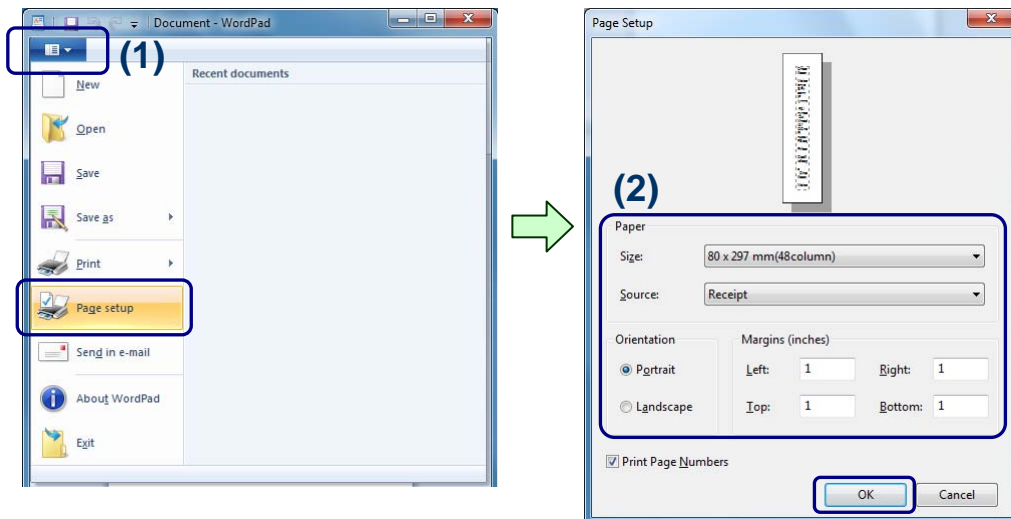 Document - WordPad
(1)
Recent documents
New
Open
Save
Save as
Print
Page setup
Send in e-mail
About WordPad
Exit
Page Setup
(2)
Paper
Size: 80 x 297 mm(48column)
Source: Receipt
Orientation Margins (inches)
Portrait Left: 1 Right: 1
Landscape Top: 1 Bottom: 1
Print Page Numbers
OK Cancel